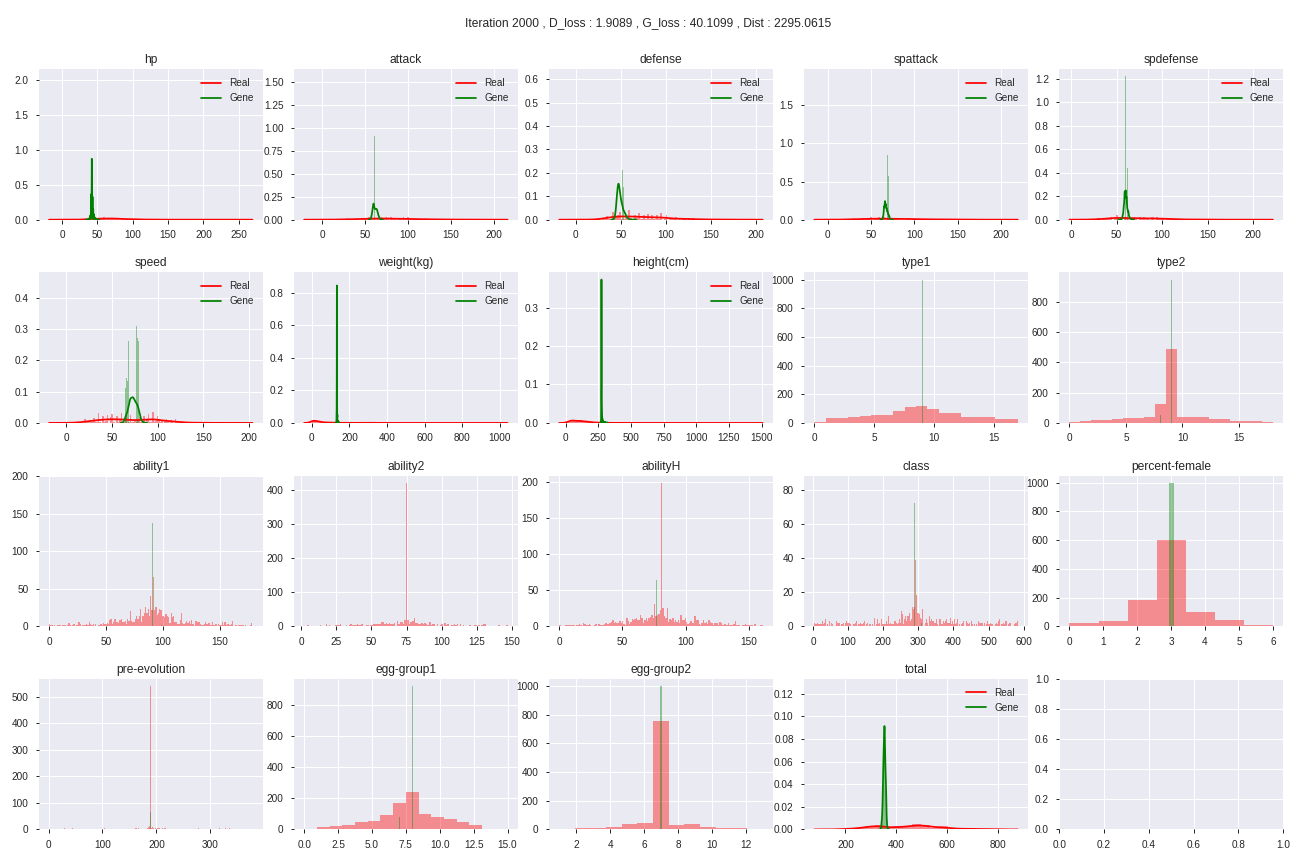 Iteration 2000 , D_loss : 1.9089 , G_loss : 40.1099 , Dist : 2295.0615
hp attack defense spattack spdefense
2.0 1.5 1.0 0.5 0.0
0 50 100 150 200 250
Real
Gene
1.50 1.25 1.00 0.75 0.50 0.25 0.00
0 50 100 150 200
Real
Gene
0.6 0.5 0.4 0.3 0.2 0.1 0.0
0 50 100 150 200
Real
Gene
1.5 1.0 0.5 0.0
0 50 100 150 200
Real
Gene
1.2 1.0 0.8 0.6 0.4 0.2 0.0
0 50 100 150 200
Real
Gene
speed weight(kg) height(cm) type1 type2
0.4 0.3 0.2 0.1 0.0
0 50 100 150 200
Real
Gene
0.8 0.6 0.4 0.2 0.0
0 200 400 600 800 1000
Real
Gene
0.3 0.2 0.1 0.0
0 250 500 750 1000 1250 1500
Real
Gene
1000 800 600 400 200 0
0 5 10 15
800 600 400 200 0
0 5 10 15
ability1 ability2 abilityH class percent-female
200 150 100 50 0
0 50 100 150
400 300 200 100 0
0 25 50 75 100 125 150
200 150 100 50 0
0 50 100 150
80 60 40 20 0
0 100 200 300 400 500 600
1000 800 600 400 200 0
0 1 2 3 4 5 6
pre-evolution egg-group1 egg-group2 total
500 400 300 200 100 0
0 100 200 300
800 600 400 200 0
0.0 2.5 5.0 7.5 10.0 12.5 15.0
1000 800 600 400 200 0
2 4 6 8 10 12
0.12 0.10 0.08 0.06 0.04 0.02 0.00
200 400 600 800
Real
Gene
1.0 0.8 0.6 0.4 0.2 0.0
0.0 0.2 0.4 0.6 0.8 1.0